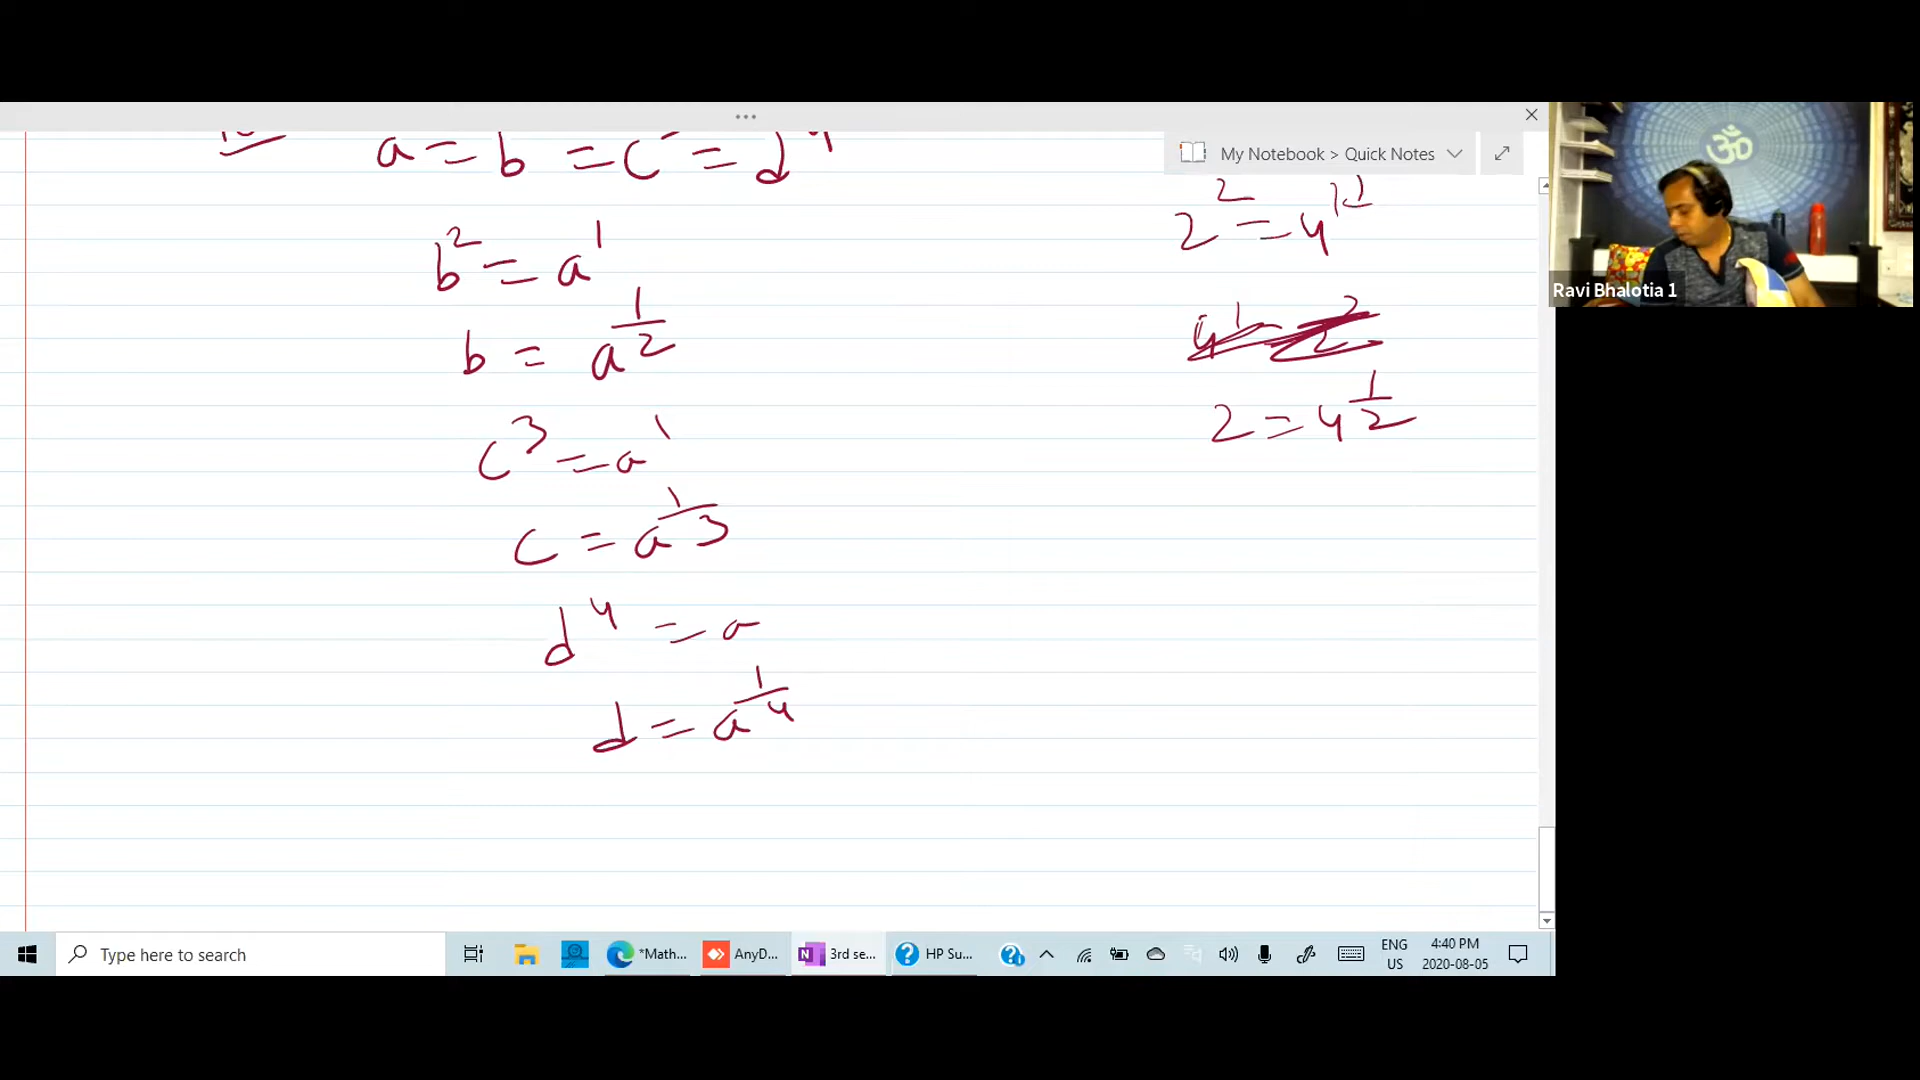 a = b = c = d⁴
b² = a¹
b = a^(1/2)
c³ = a¹
c = a^(1/3)
d⁴ = a
d = a^(1/4)
My Notebook > Quick Notes
2² = 4
2 = 4^(1/2)
ॐ
Ravi Bhalotia 1
Type here to search
*Math...
AnyD...
3rd se...
HP Su...
ENG
US
4:40 PM
2020-08-05